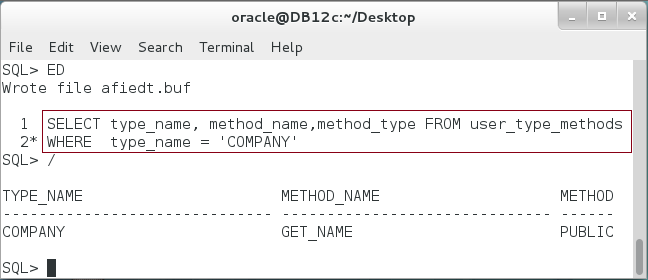 oracle@DB12c:~/Desktop
File Edit View Search Terminal Help
SQL> ED
Wrote file afiedt.buf
1 SELECT type_name, method_name,method_type FROM user_type_methods
2* WHERE  type_name = 'COMPANY'
SQL> /
TYPE_NAME METHOD_NAME METHOD
------------------------------ ------------------------------ ------
COMPANY GET_NAME PUBLIC
SQL>